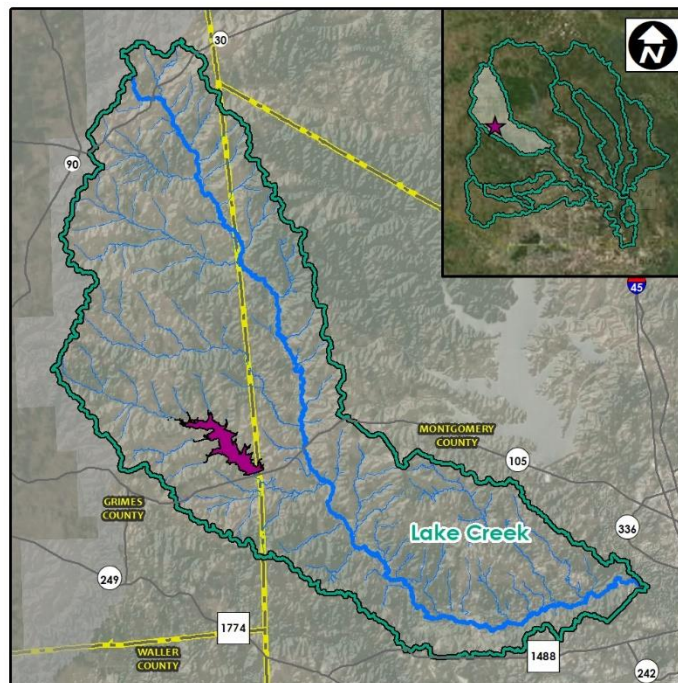 30
N
90
45
MONTGOMERY
COUNTY
105
GRIMES
COUNTY
Lake Creek
336
249
1774
WALLER
COUNTY
1488
242